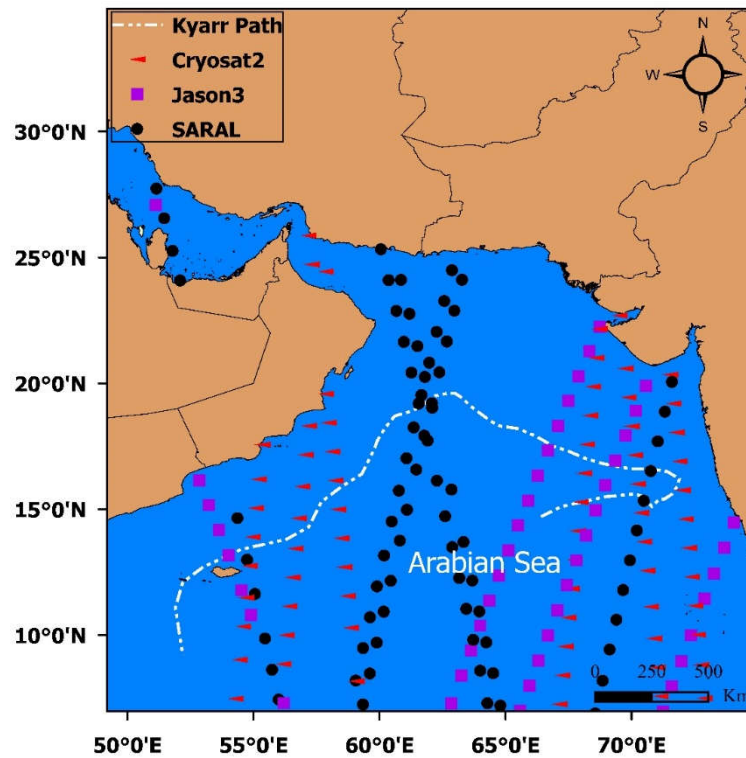 Kyarr Path
Cryosat2
Jason3
SARAL
N
W E
S
30°0'N
25°0'N
20°0'N
15°0'N
10°0'N
Arabian Sea
0 250 500
Km
50°0'E 55°0'E 60°0'E 65°0'E 70°0'E